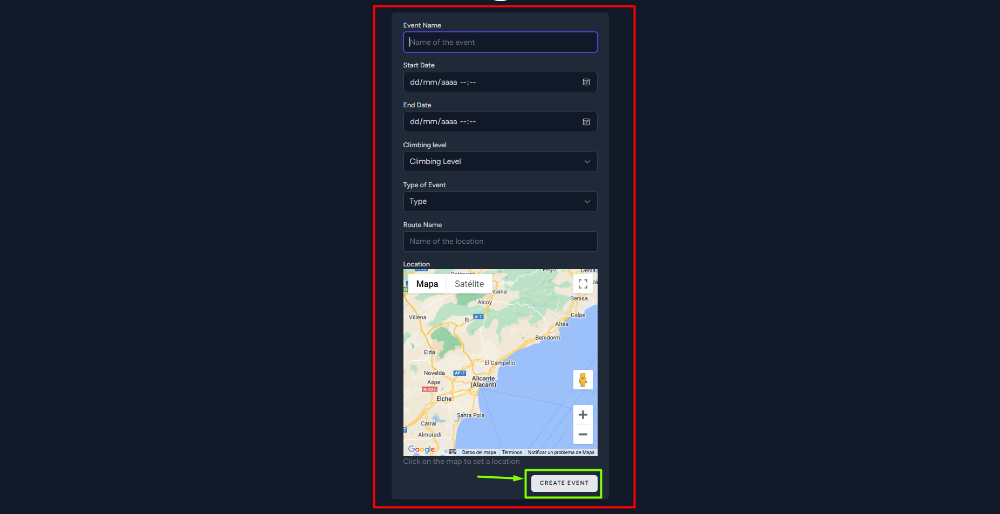 Event Name
Name of the event
Start Date
dd/mm/aaaa --:--
End Date
dd/mm/aaaa --:--
Climbing level
Climbing Level
Type of Event
Type
Route Name
Name of the location
Location
Pego
Denia
Mapa
Satélite
Alcoy
Benisa
Villena
Ibi
A-7
Calpe
Altea
Benidorm
Elda
El Campello
Novelda
AP-7
Alicante
(Alacant)
Aspe
N-325
Elche
Santa Pola
Catral
Almoradí
Google
Datos del mapa
Términos
Notificar un problema de Maps
Click on the map to set a location
CREATE EVENT